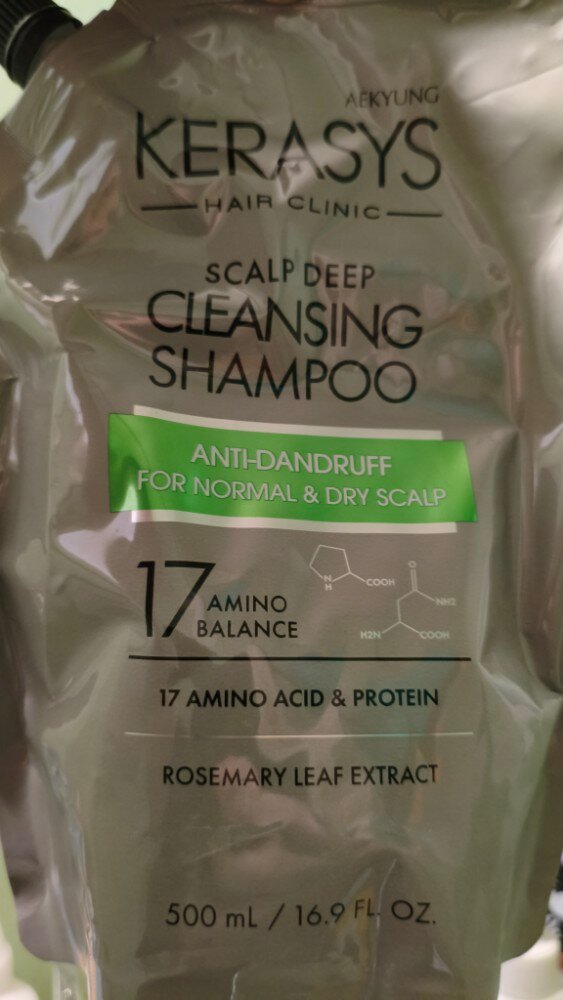 AEKYUNG
KERASYS
HAIR CLINIC
SCALP DEEP
CLEANSING
SHAMPOO
ANTI-DANDRUFF
FOR NORMAL & DRY SCALP
17 AMINO
BALANCE
N
H
COOH
O
NH2
H2N
COOH
17 AMINO ACID & PROTEIN
ROSEMARY LEAF EXTRACT
500 mL / 16.9 FL. OZ.